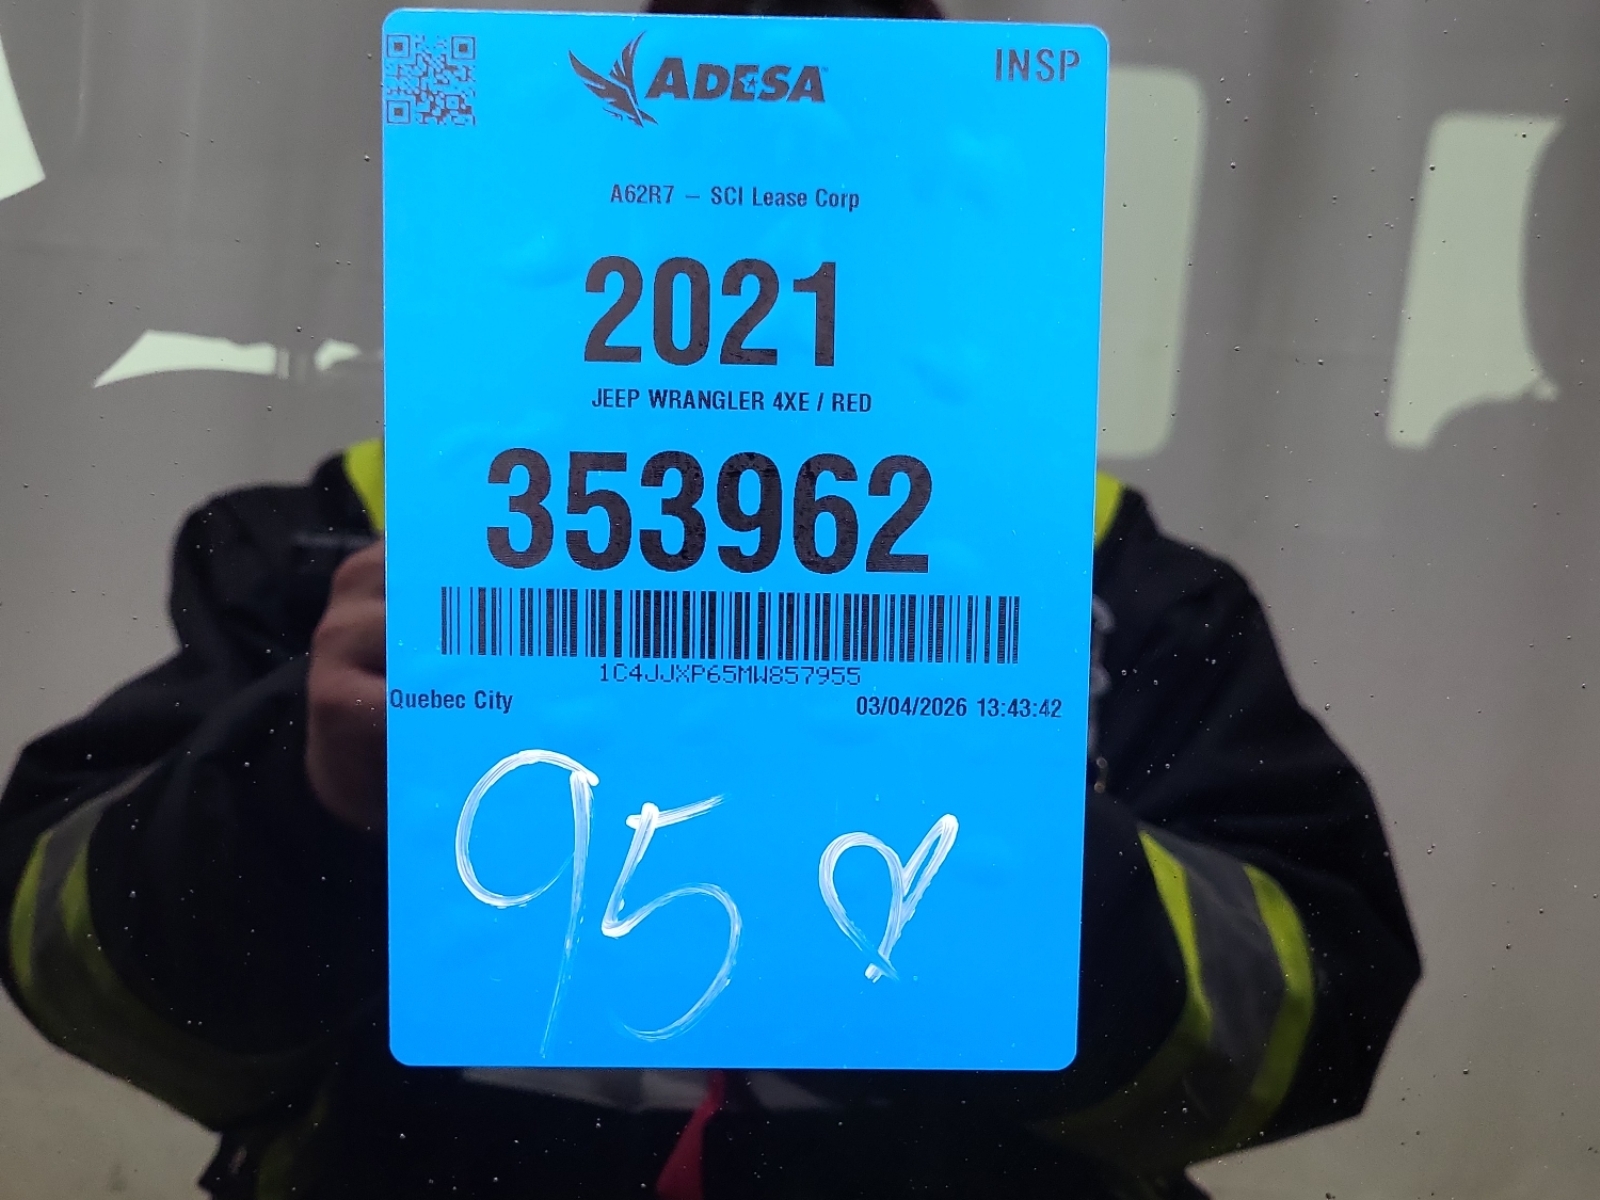 ADESA
INSP
A62R7 – SCI Lease Corp
2021
JEEP WRANGLER 4XE / RED
353962
1C4JJXP65MW857955
Quebec City 03/04/2026 13:43:42
95